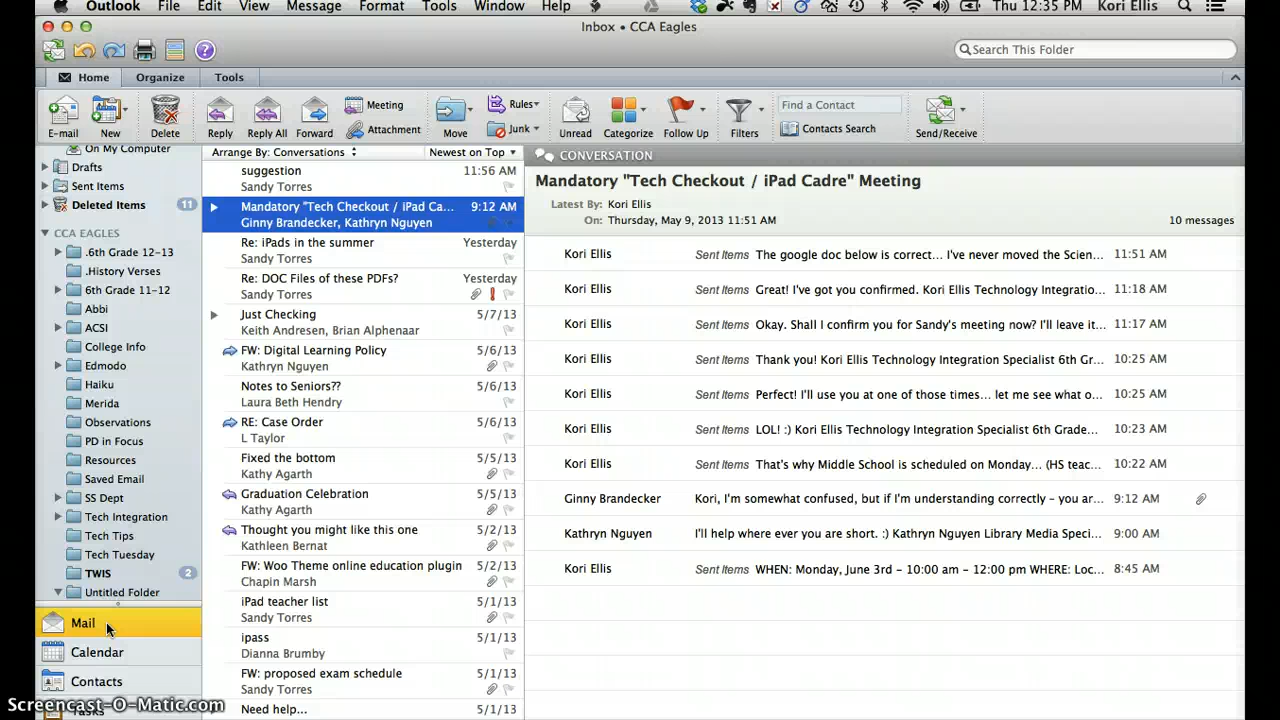 Outlook File Edit View Message Format Tools Window Help Thu 12:35 PM Kori Ellis
Inbox • CCA Eagles
Search This Folder
Home Organize Tools
E-mail New Delete Reply Reply All Forward Meeting Attachment Move Rules Junk Unread Categorize Follow Up Filters Find a Contact Contacts Search Send/Receive
On My Computer
Drafts
Sent Items
Deleted Items 11
CCA EAGLES
.6th Grade 12-13
.History Verses
6th Grade 11-12
Abbi
ACSI
College Info
Edmodo
Haiku
Merida
Observations
PD in Focus
Resources
Saved Email
SS Dept
Tech Integration
Tech Tips
Tech Tuesday
TWIS 2
Untitled Folder
Mail
Calendar
Contacts
Tasks
Arrange By: Conversations Newest on Top
suggestion 11:56 AM
Sandy Torres
Mandatory "Tech Checkout / iPad Ca... 9:12 AM
Ginny Brandecker, Kathryn Nguyen
Re: iPads in the summer Yesterday
Sandy Torres
Re: DOC Files of these PDFs? Yesterday
Sandy Torres
Just Checking 5/7/13
Keith Andresen, Brian Alphenaar
FW: Digital Learning Policy 5/6/13
Kathryn Nguyen
Notes to Seniors?? 5/6/13
Laura Beth Hendry
RE: Case Order 5/6/13
L Taylor
Fixed the bottom 5/6/13
Kathy Agarth
Graduation Celebration 5/5/13
Kathy Agarth
Thought you might like this one 5/2/13
Kathleen Bernat
FW: Woo Theme online education plugin 5/2/13
Chapin Marsh
iPad teacher list 5/1/13
Sandy Torres
ipass 5/1/13
Dianna Brumby
FW: proposed exam schedule 5/1/13
Sandy Torres
Need help... 5/1/13
CONVERSATION
Mandatory "Tech Checkout / iPad Cadre" Meeting
Latest By: Kori Ellis
On: Thursday, May 9, 2013 11:51 AM 10 messages
Kori Ellis Sent Items The google doc below is correct... I've never moved the Scien... 11:51 AM
Kori Ellis Sent Items Great! I've got you confirmed. Kori Ellis Technology Integratio... 11:18 AM
Kori Ellis Sent Items Okay. Shall I confirm you for Sandy's meeting now? I'll leave it... 11:17 AM
Kori Ellis Sent Items Thank you! Kori Ellis Technology Integration Specialist 6th Gr... 10:25 AM
Kori Ellis Sent Items Perfect! I'll use you at one of those times... let me see what o... 10:25 AM
Kori Ellis Sent Items LOL! :) Kori Ellis Technology Integration Specialist 6th Grade... 10:23 AM
Kori Ellis Sent Items That's why Middle School is scheduled on Monday... (HS teac... 10:22 AM
Ginny Brandecker Kori, I'm somewhat confused, but if I'm understanding correctly – you ar... 9:12 AM
Kathryn Nguyen I'll help where ever you are short. :) Kathryn Nguyen Library Media Speci... 9:00 AM
Kori Ellis Sent Items WHEN: Monday, June 3rd – 10:00 am – 12:00 pm WHERE: Loc... 8:45 AM
Screencast-O-Matic.com